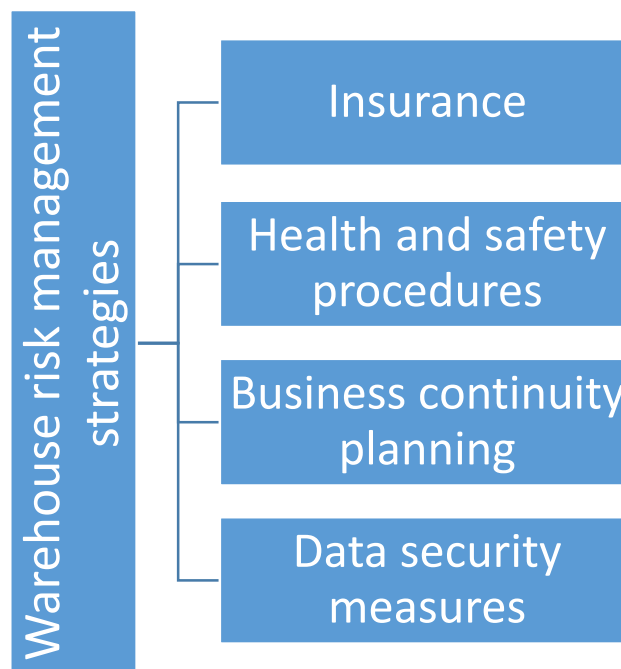 Warehouse risk management
strategies
Insurance
Health and safety
procedures
Business continuity
planning
Data security
measures